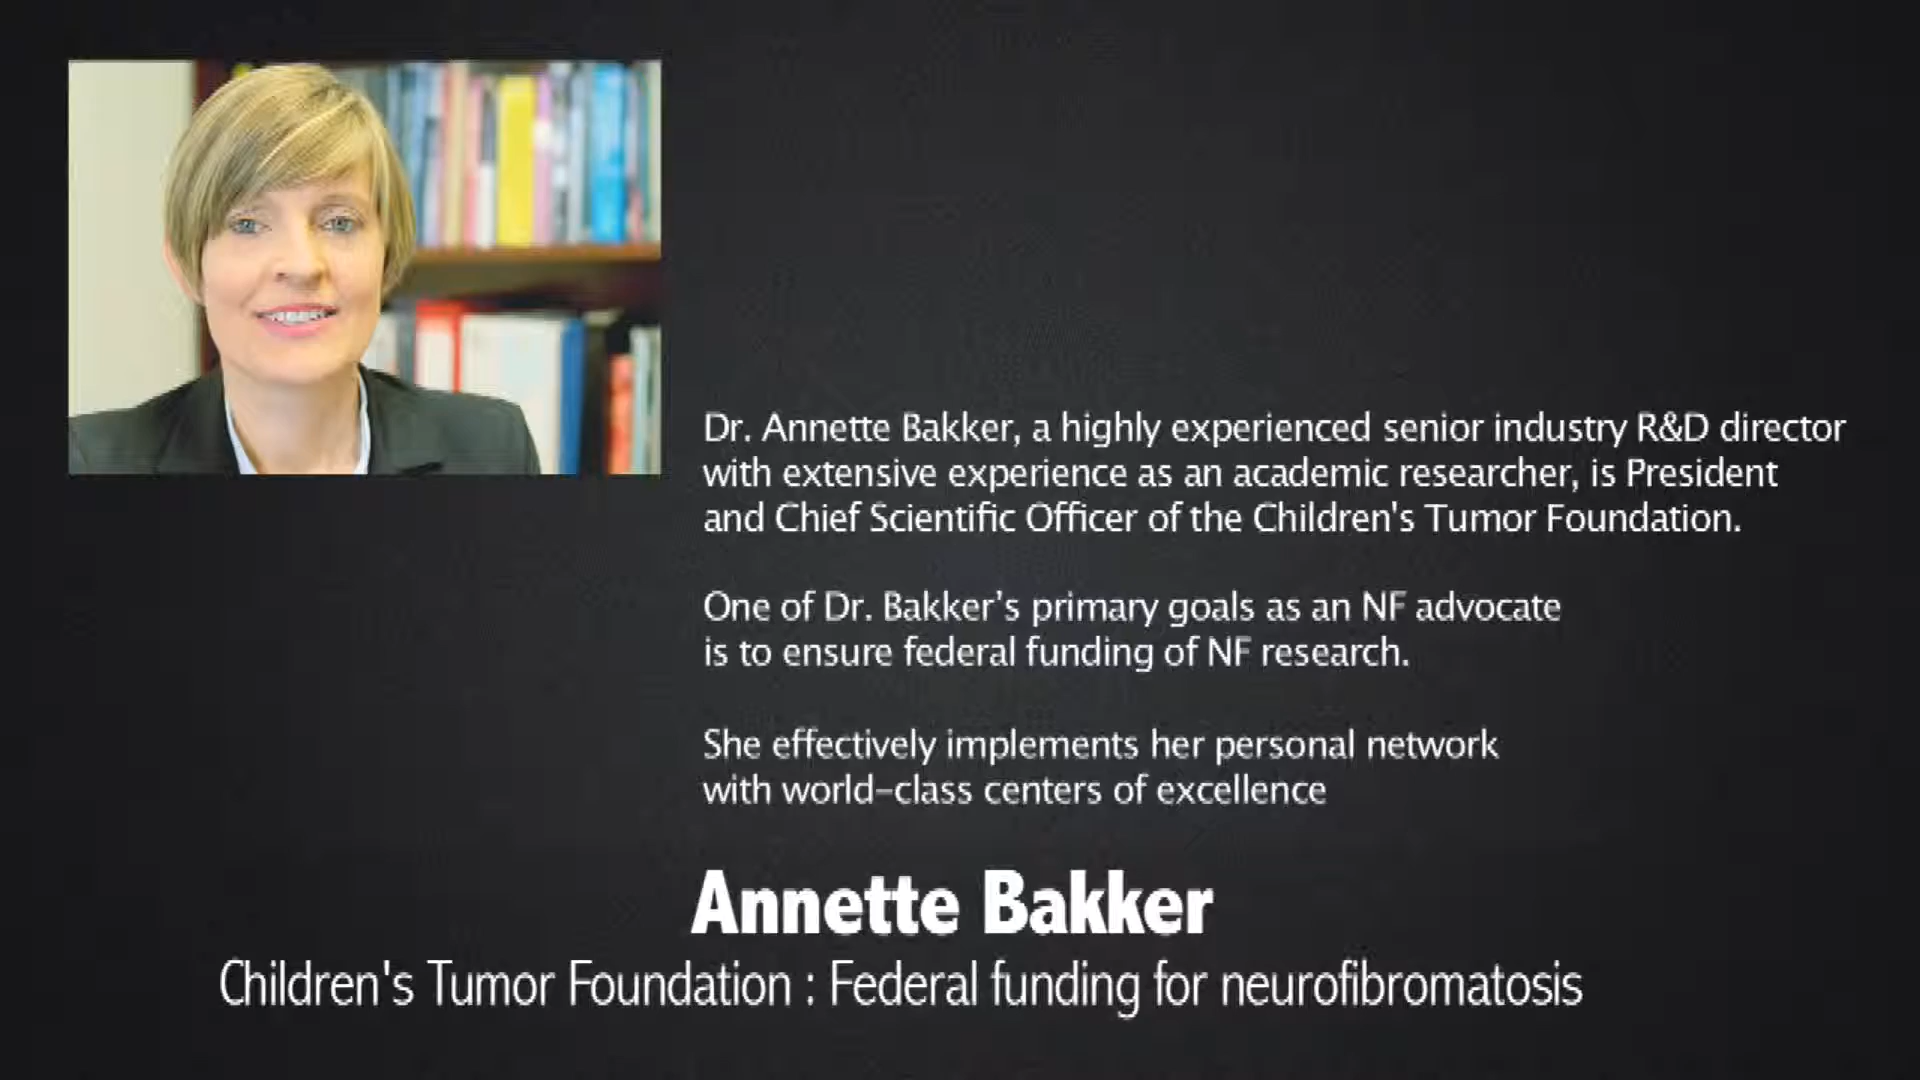 Dr. Annette Bakker, a highly experienced senior industry R&D director
with extensive experience as an academic researcher, is President
and Chief Scientific Officer of the Children's Tumor Foundation.
One of Dr. Bakker’s primary goals as an NF advocate
is to ensure federal funding of NF research.
She effectively implements her personal network
with world-class centers of excellence
Annette Bakker
Children's Tumor Foundation : Federal funding for neurofibromatosis